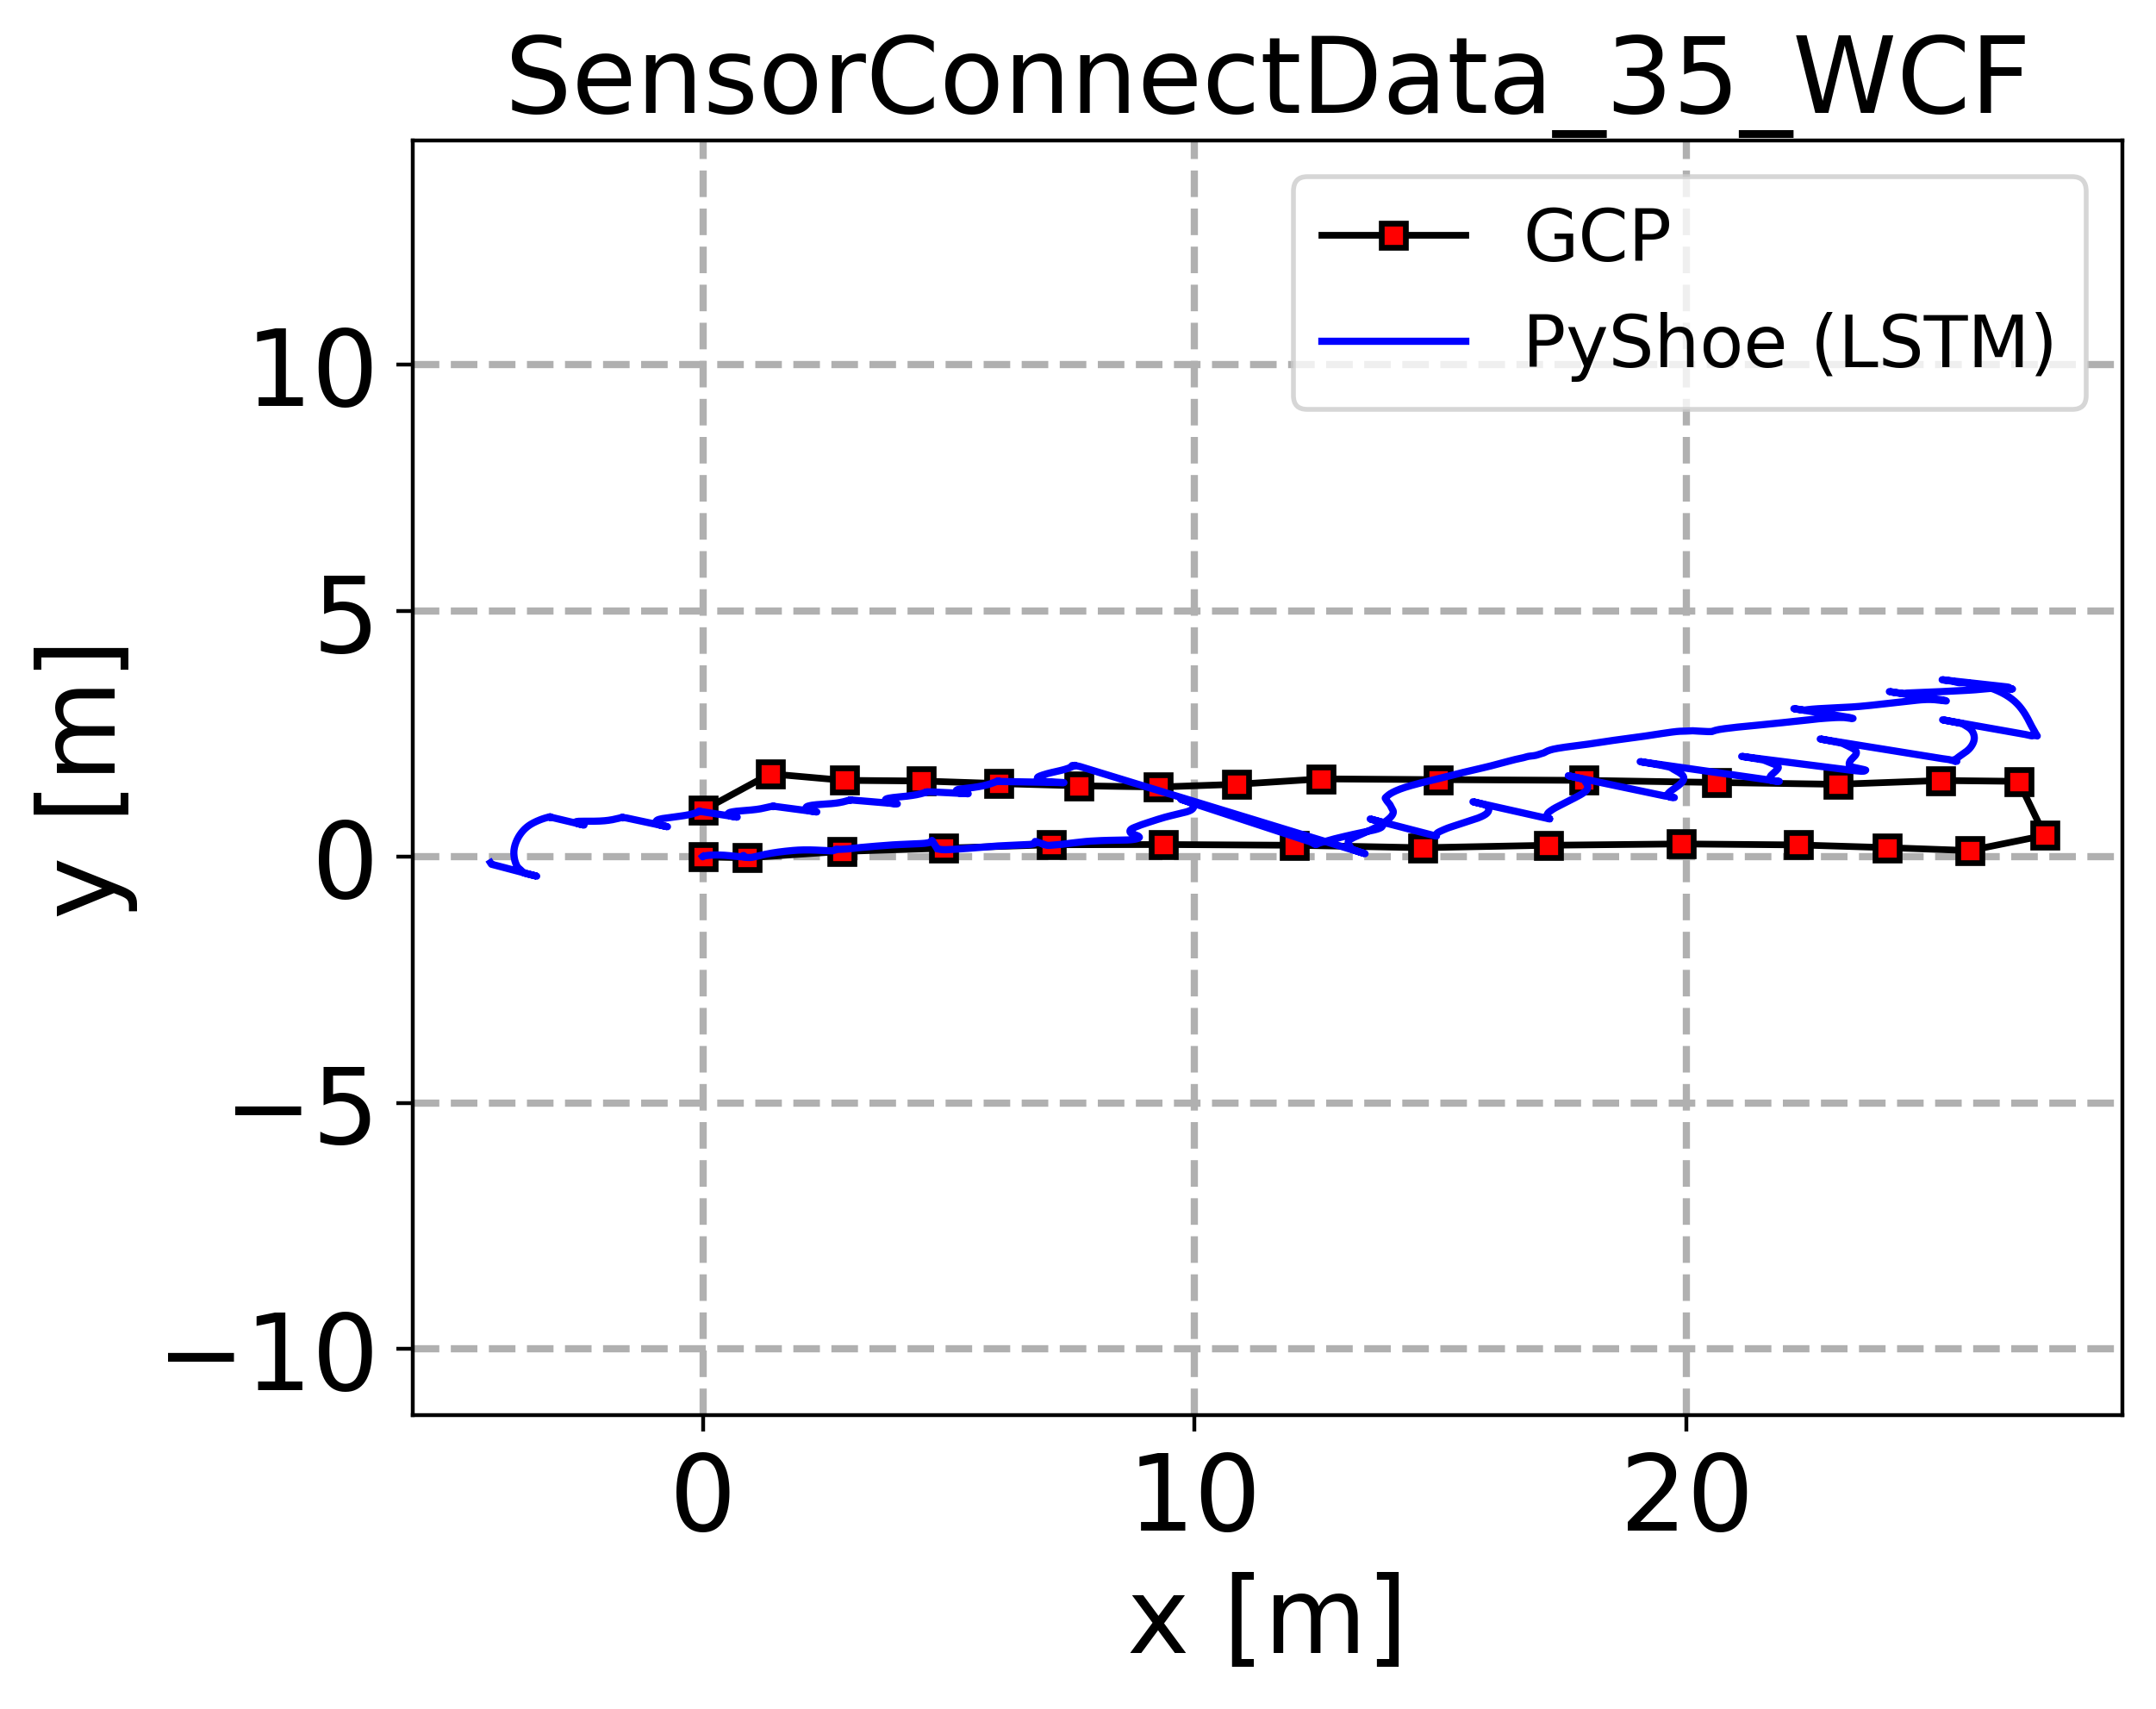 SensorConnectData_35_WCF
GCP
PyShoe (LSTM)
10
5
0
−5
−10
y [m]
0 10 20
x [m]